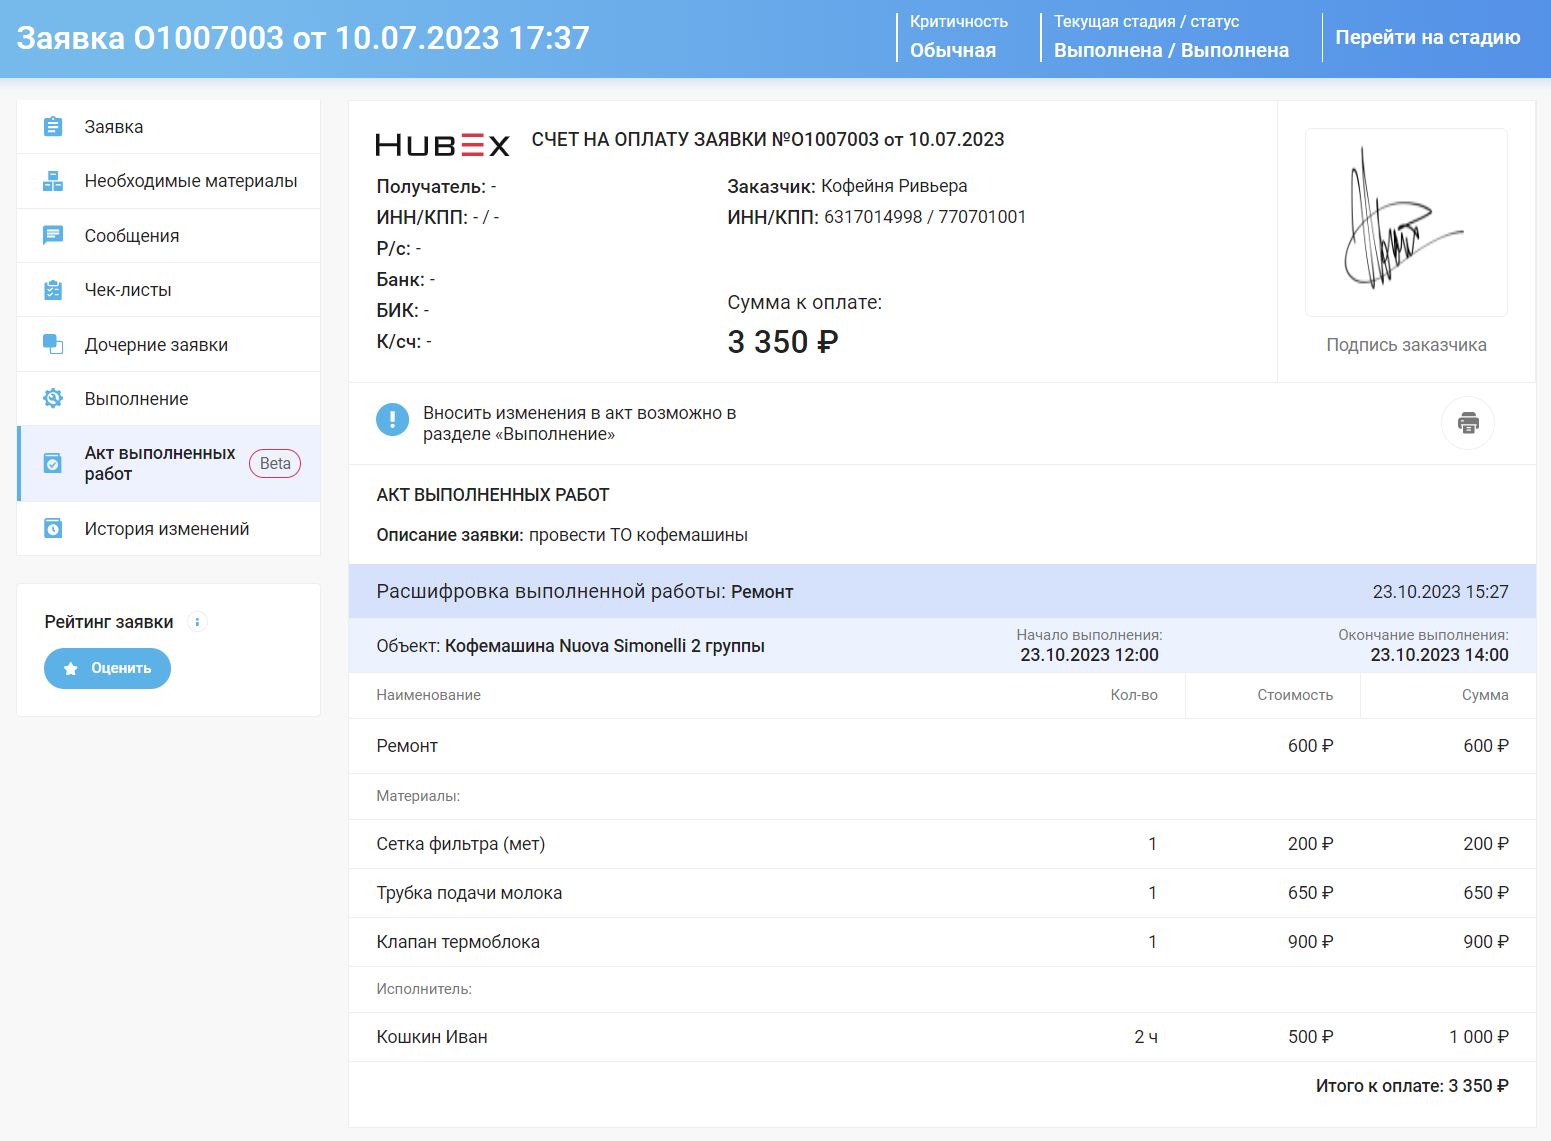 Заявка О1007003 от 10.07.2023 17:37
Критичность
Обычная
Текущая стадия / статус
Выполнена / Выполнена
Перейти на стадию
Заявка
Необходимые материалы
Сообщения
Чек-листы
Дочерние заявки
Выполнение
Акт выполненных
работ
Beta
История изменений
Рейтинг заявки
Оценить
HUBEX
СЧЕТ НА ОПЛАТУ ЗАЯВКИ №О1007003 от 10.07.2023
Получатель: -
ИНН/КПП: - / -
Р/с: -
Банк: -
БИК: -
К/сч: -
Заказчик: Кофейня Ривьера
ИНН/КПП: 6317014998 / 770701001
Сумма к оплате:
3 350 ₽
Подпись заказчика
Вносить изменения в акт возможно в
разделе «Выполнение»
АКТ ВЫПОЛНЕННЫХ РАБОТ
Описание заявки: провести ТО кофемашины
Расшифровка выполненной работы: Ремонт 23.10.2023 15:27
Объект: Кофемашина Nuova Simonelli 2 группы
Начало выполнения:
23.10.2023 12:00
Окончание выполнения:
23.10.2023 14:00
Наименование Кол-во Стоимость Сумма
Ремонт 600 ₽ 600 ₽
Материалы:
Сетка фильтра (мет) 1 200 ₽ 200 ₽
Трубка подачи молока 1 650 ₽ 650 ₽
Клапан термоблока 1 900 ₽ 900 ₽
Исполнитель:
Кошкин Иван 2 ч 500 ₽ 1 000 ₽
Итого к оплате: 3 350 ₽